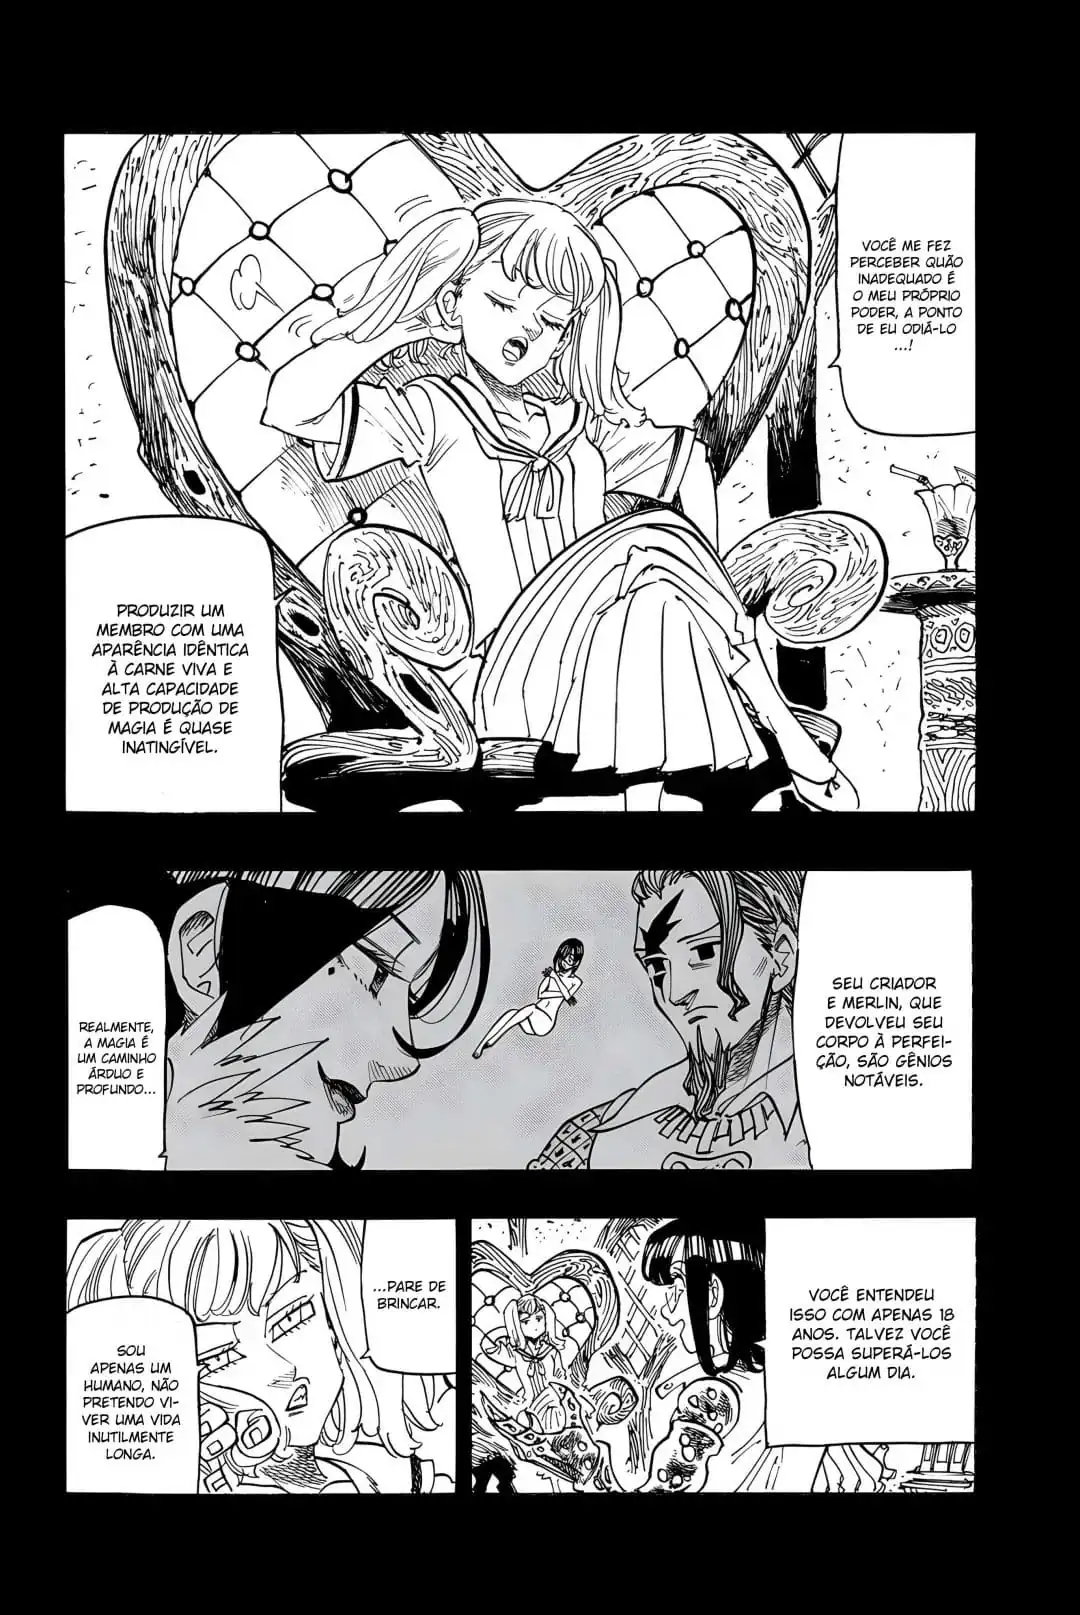 VOCÊ ME FEZ
PERCEBER QUÃO
INADEQUADO É
O MEU PRÓPRIO
PODER, A PONTO
DE EU ODIÁ-LO
...!
PRODUZIR UM
MEMBRO COM UMA
APARÊNCIA IDÊNTICA
À CARNE VIVA E
ALTA CAPACIDADE
DE PRODUÇÃO DE
MAGIA É QUASE
INATINGÍVEL.
SEU CRIADOR
E MERLIN, QUE
DEVOLVEU SEU
CORPO À PERFEI-
ÇÃO, SÃO GÊNIOS
NOTÁVEIS.
REALMENTE,
A MAGIA É
UM CAMINHO
ÁRDUO E
PROFUNDO...
VOCÊ ENTENDEU
ISSO COM APENAS 18
ANOS. TALVEZ VOCÊ
POSSA SUPERÁ-LOS
ALGUM DIA.
...PARE DE
BRINCAR.
SOU
APENAS UM
HUMANO, NÃO
PRETENDO VI-
VER UMA VIDA
INUTILMENTE
LONGA.